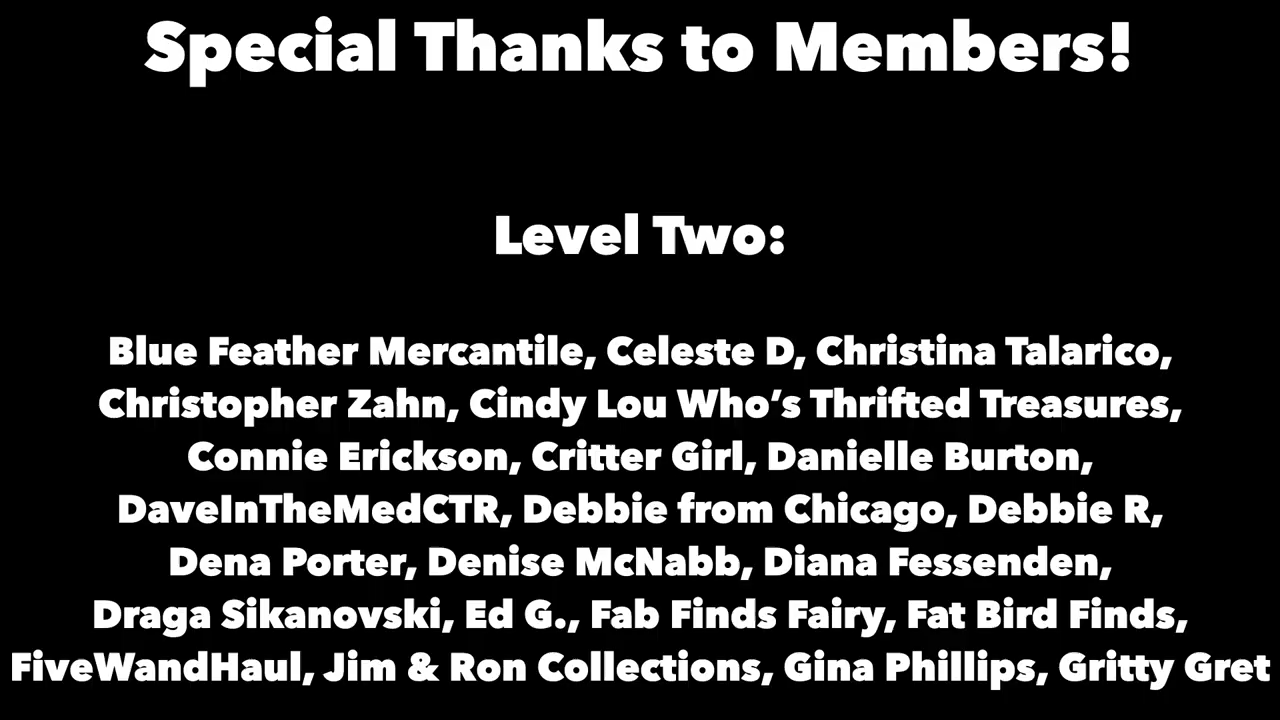 Special Thanks to Members!
Level Two:
Blue Feather Mercantile, Celeste D, Christina Talarico,
Christopher Zahn, Cindy Lou Who’s Thrifted Treasures,
Connie Erickson, Critter Girl, Danielle Burton,
DaveInTheMedCTR, Debbie from Chicago, Debbie R,
Dena Porter, Denise McNabb, Diana Fessenden,
Draga Sikanovski, Ed G., Fab Finds Fairy, Fat Bird Finds,
FiveWandHaul, Jim & Ron Collections, Gina Phillips, Gritty Gret